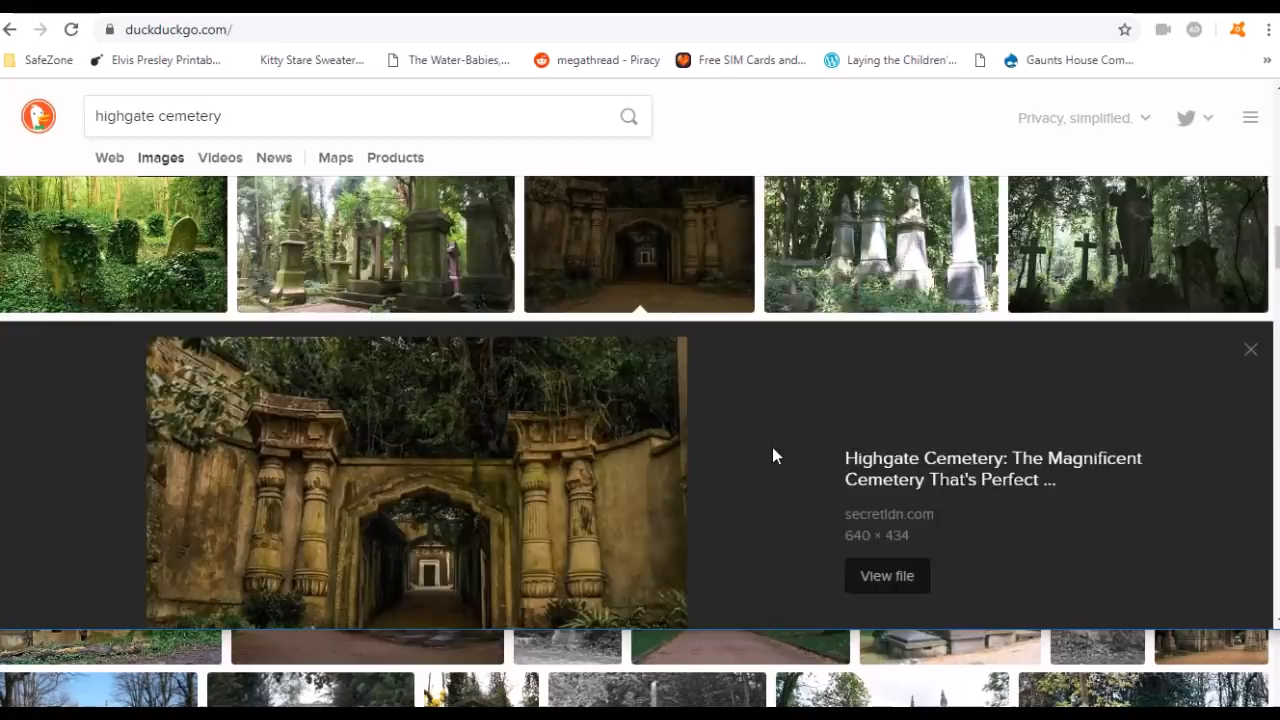 duckduckgo.com/
SafeZone Elvis Presley Printab... Kitty Stare Sweater... The Water-Babies,... megathread - Piracy Free SIM Cards and... Laying the Children'... Gaunts House Com... »
highgate cemetery
Privacy, simplified.
Web Images Videos News Maps Products
Highgate Cemetery: The Magnificent
Cemetery That's Perfect ...
secretldn.com
640 × 434
View file